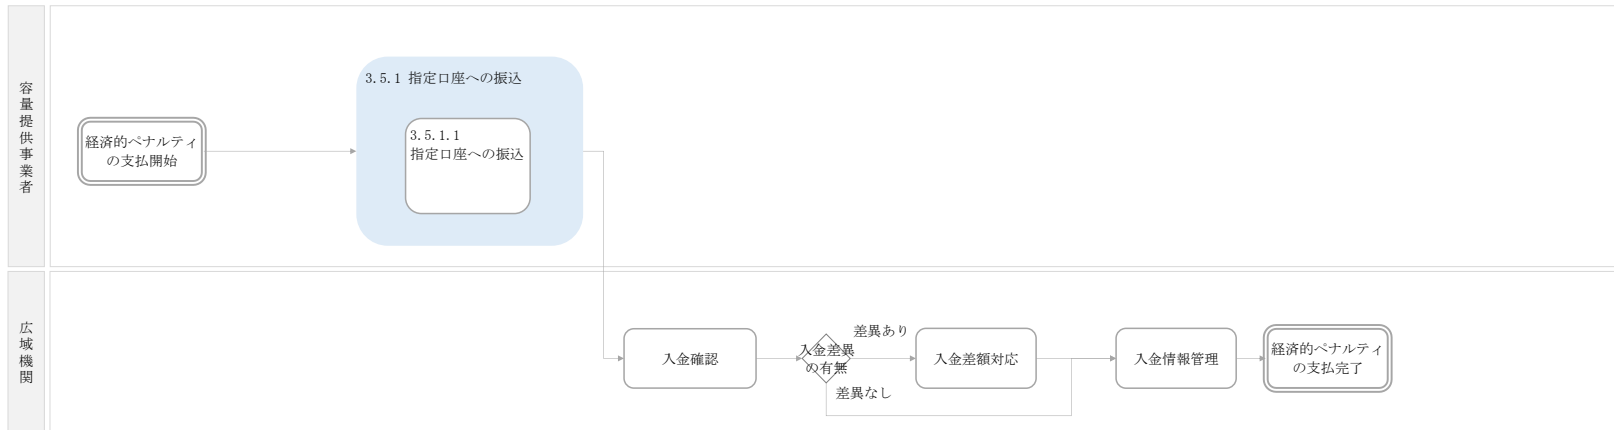 容量提供事業者
経済的ペナルティ
の支払開始
3.5.1 指定口座への振込
3.5.1.1
指定口座への振込
広域機関
入金確認
入金差異
の有無
差異あり
差異なし
入金差額対応
入金情報管理
経済的ペナルティ
の支払完了